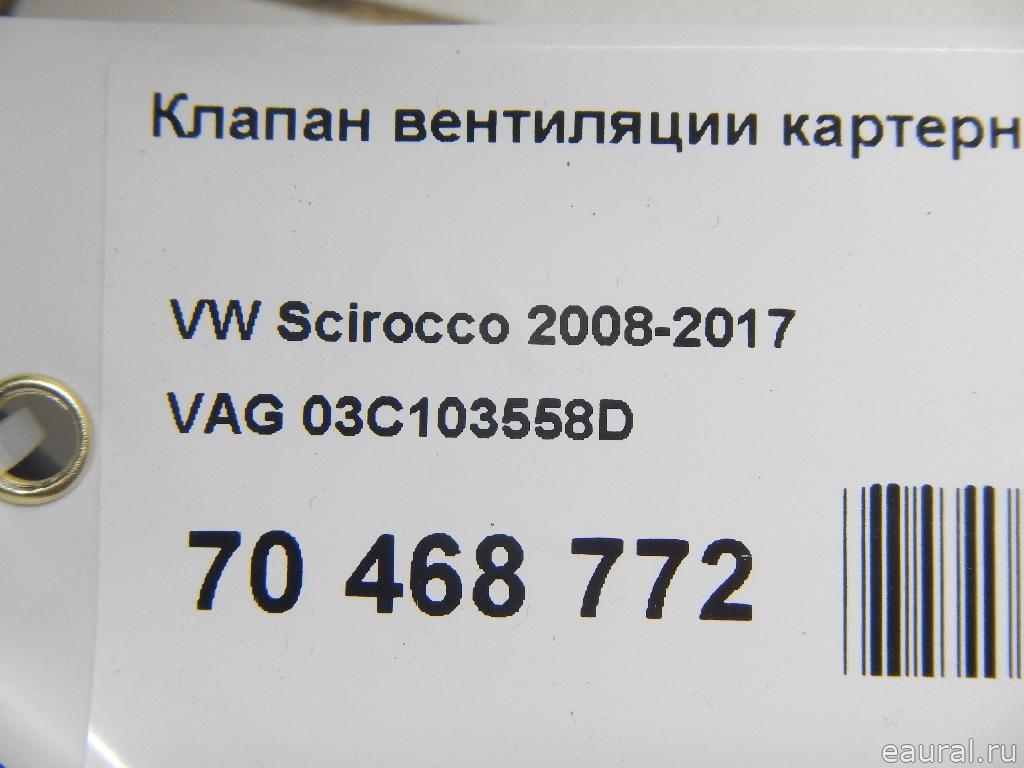 Клапан вентиляции картерн
VW Scirocco 2008-2017
VAG 03C103558D
70 468 772
eaural.ru